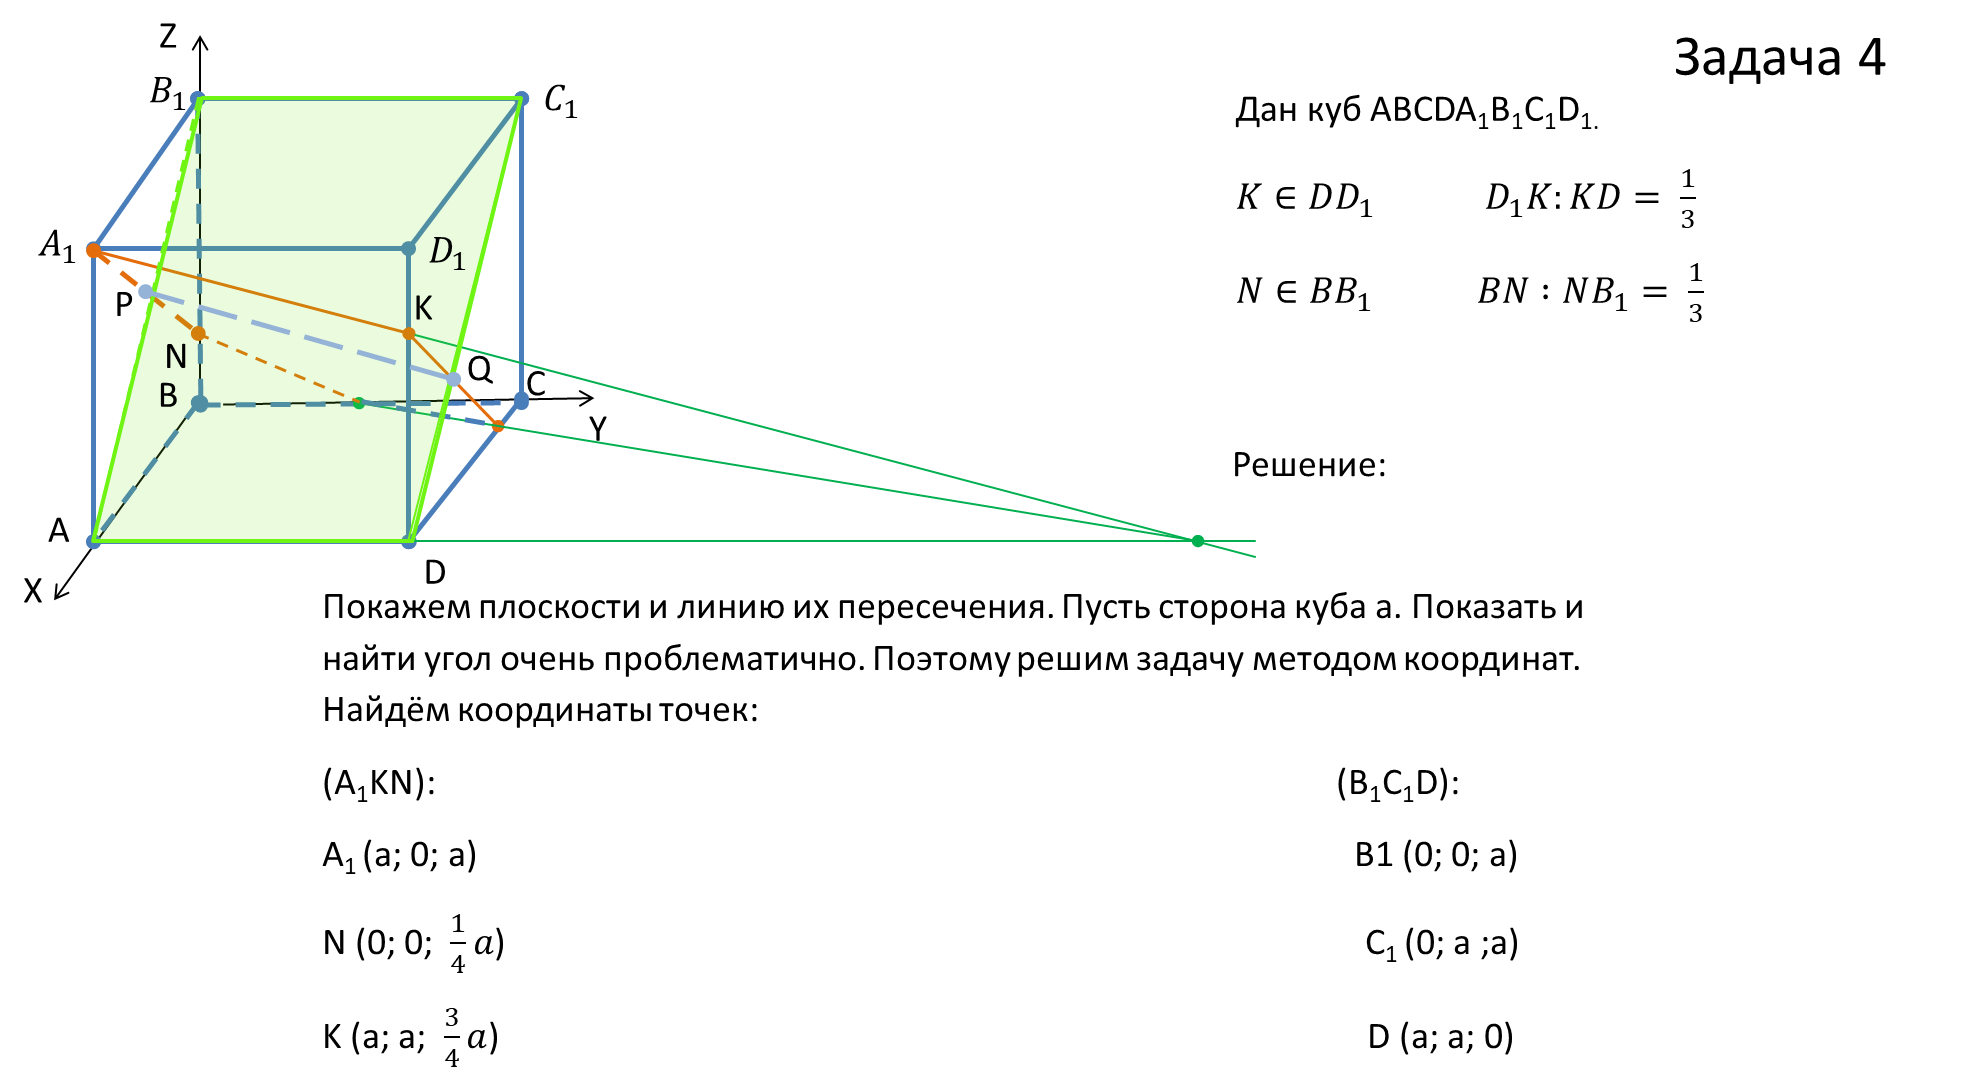 Задача 4
Дан куб ABCDA₁B₁C₁D₁.
K ∈ DD₁ D₁K: KD = 1/3
N ∈ BB₁ BN : NB₁ = 1/3
Решение:
Z
B₁
C₁
A₁
D₁
P
K
N
Q
B
C
Y
A
D
X
Покажем плоскости и линию их пересечения. Пусть сторона куба а. Показать и
найти угол очень проблематично. Поэтому решим задачу методом координат.
Найдём координаты точек:
(A₁KN): (B₁C₁D):
A₁ (a; 0; a) B1 (0; 0; a)
N (0; 0; 1/4 a) C₁ (0; a ;a)
K (a; a; 3/4 a) D (a; a; 0)